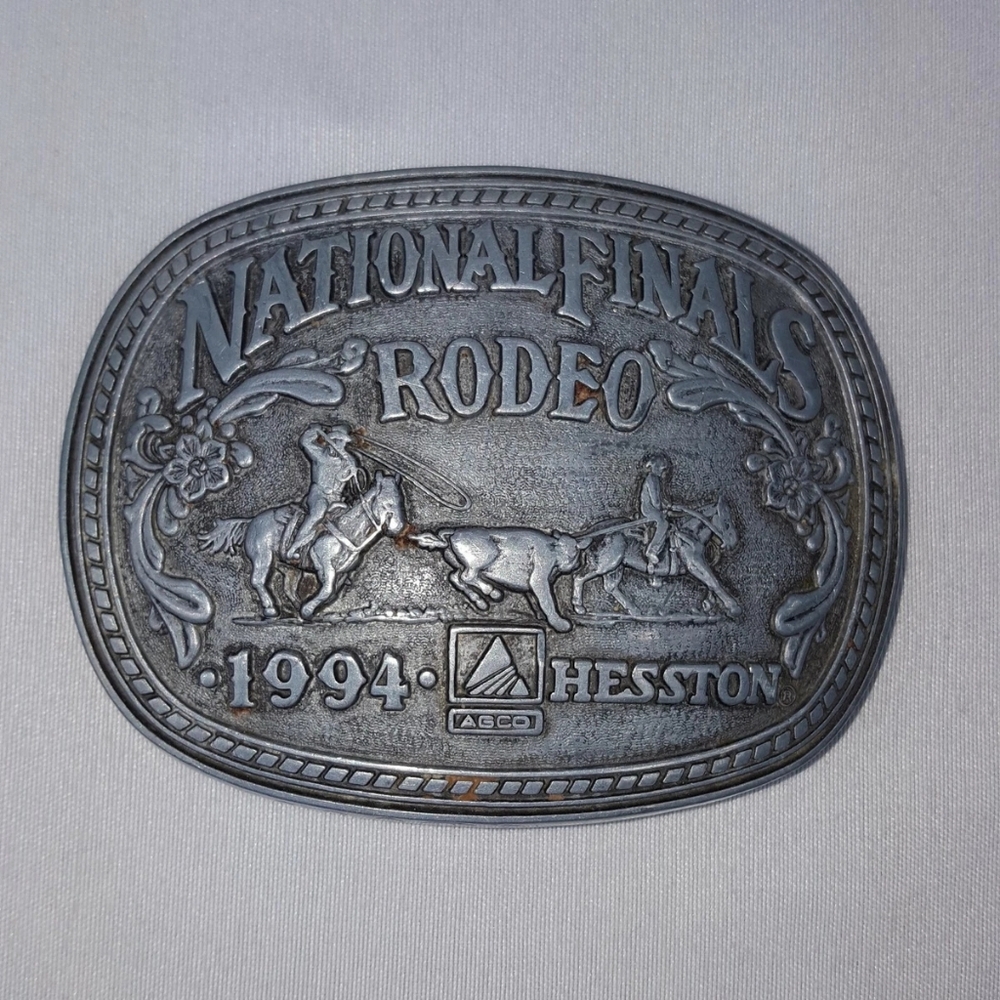 NATIONAL FINALS
RODEO
· 1994 · HESSTON®
AGCO